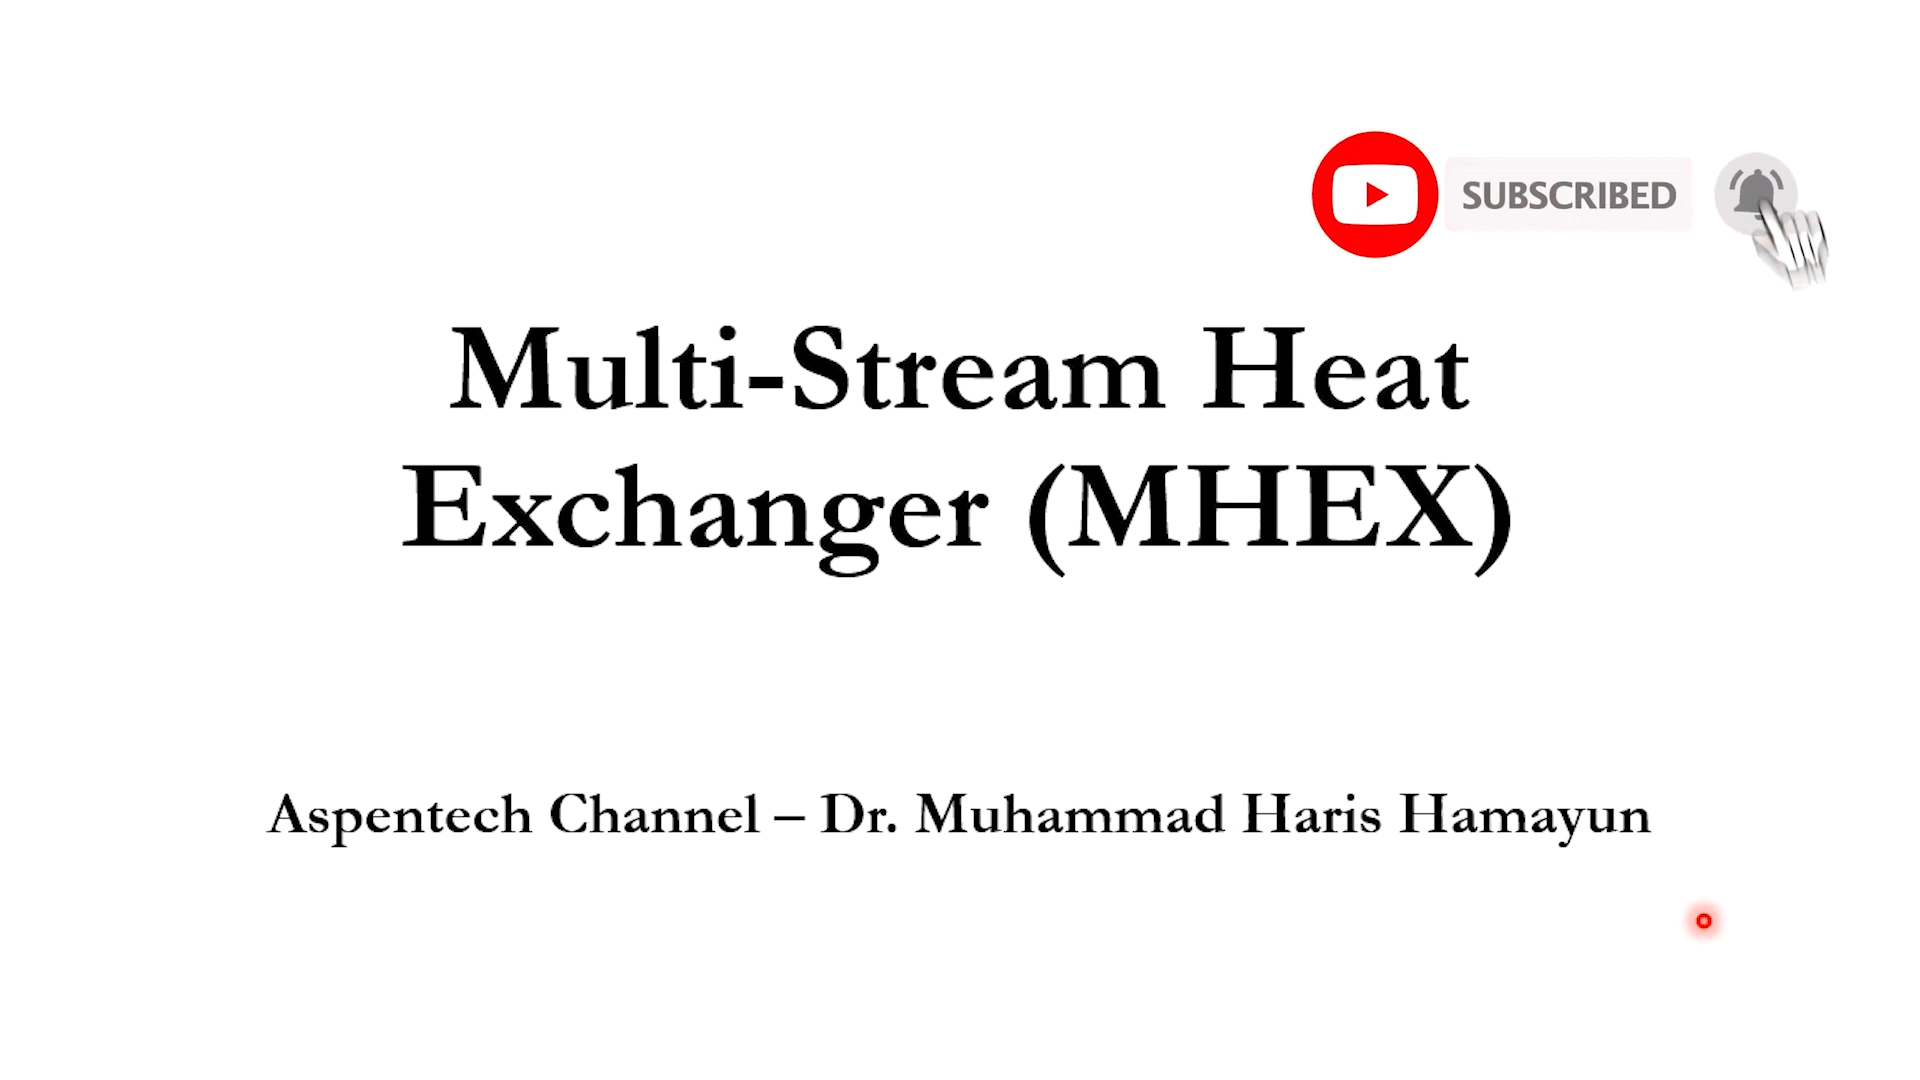 SUBSCRIBED
Multi-Stream Heat
Exchanger (MHEX)
Aspentech Channel – Dr. Muhammad Haris Hamayun